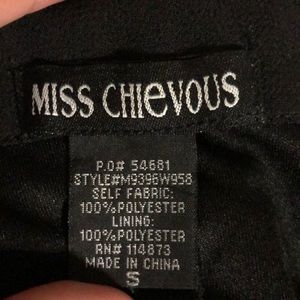 MISS CHIeVOUS
P.O# 54681
STYLE#M9396W958
SELF FABRIC:
100%POLYESTER
LINING:
100%POLYESTER
RN# 114873
MADE IN CHINA
S